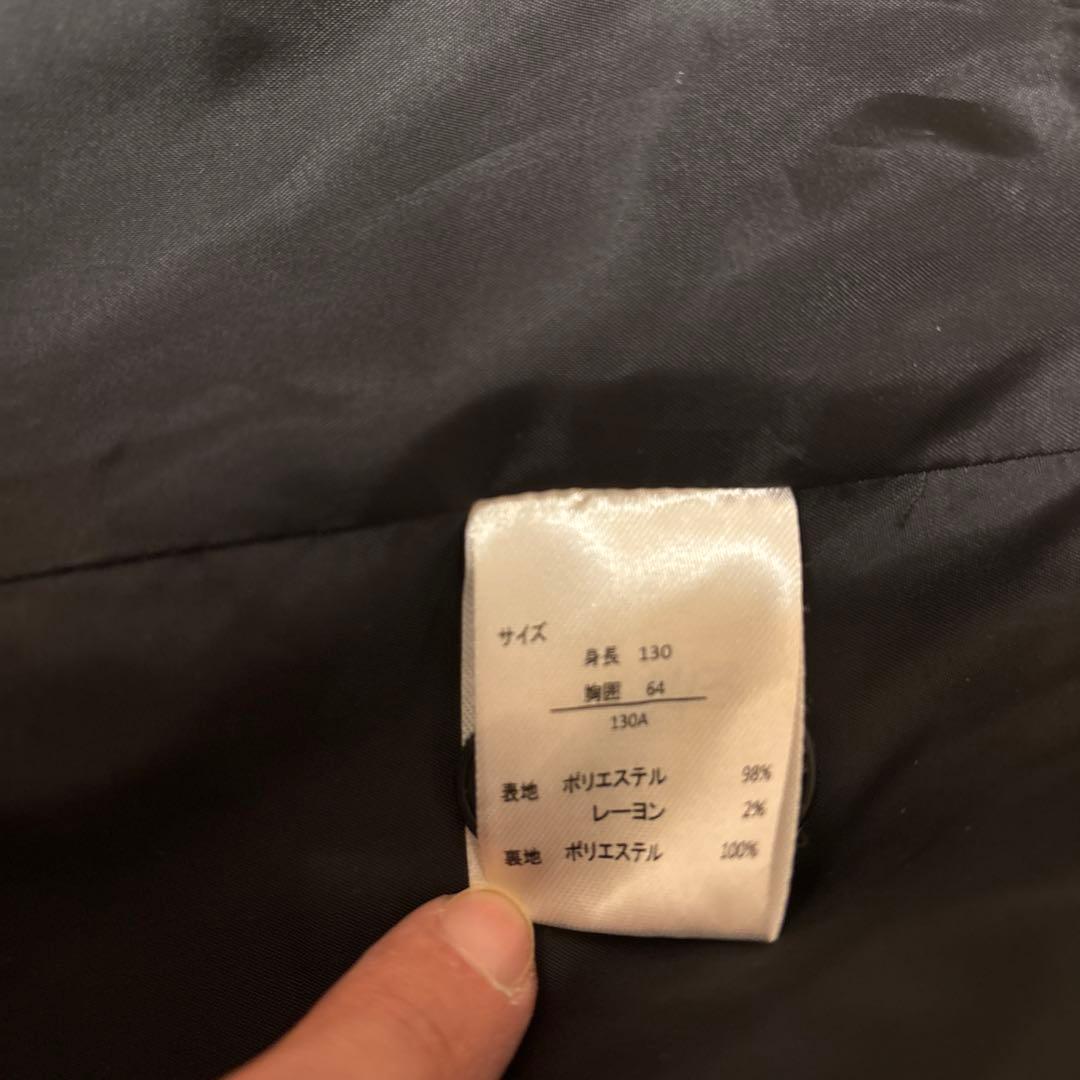 サイズ
身長 130
胸囲 64
130A
表地 ポリエステル 98%
レーヨン 2%
裏地 ポリエステル 100%